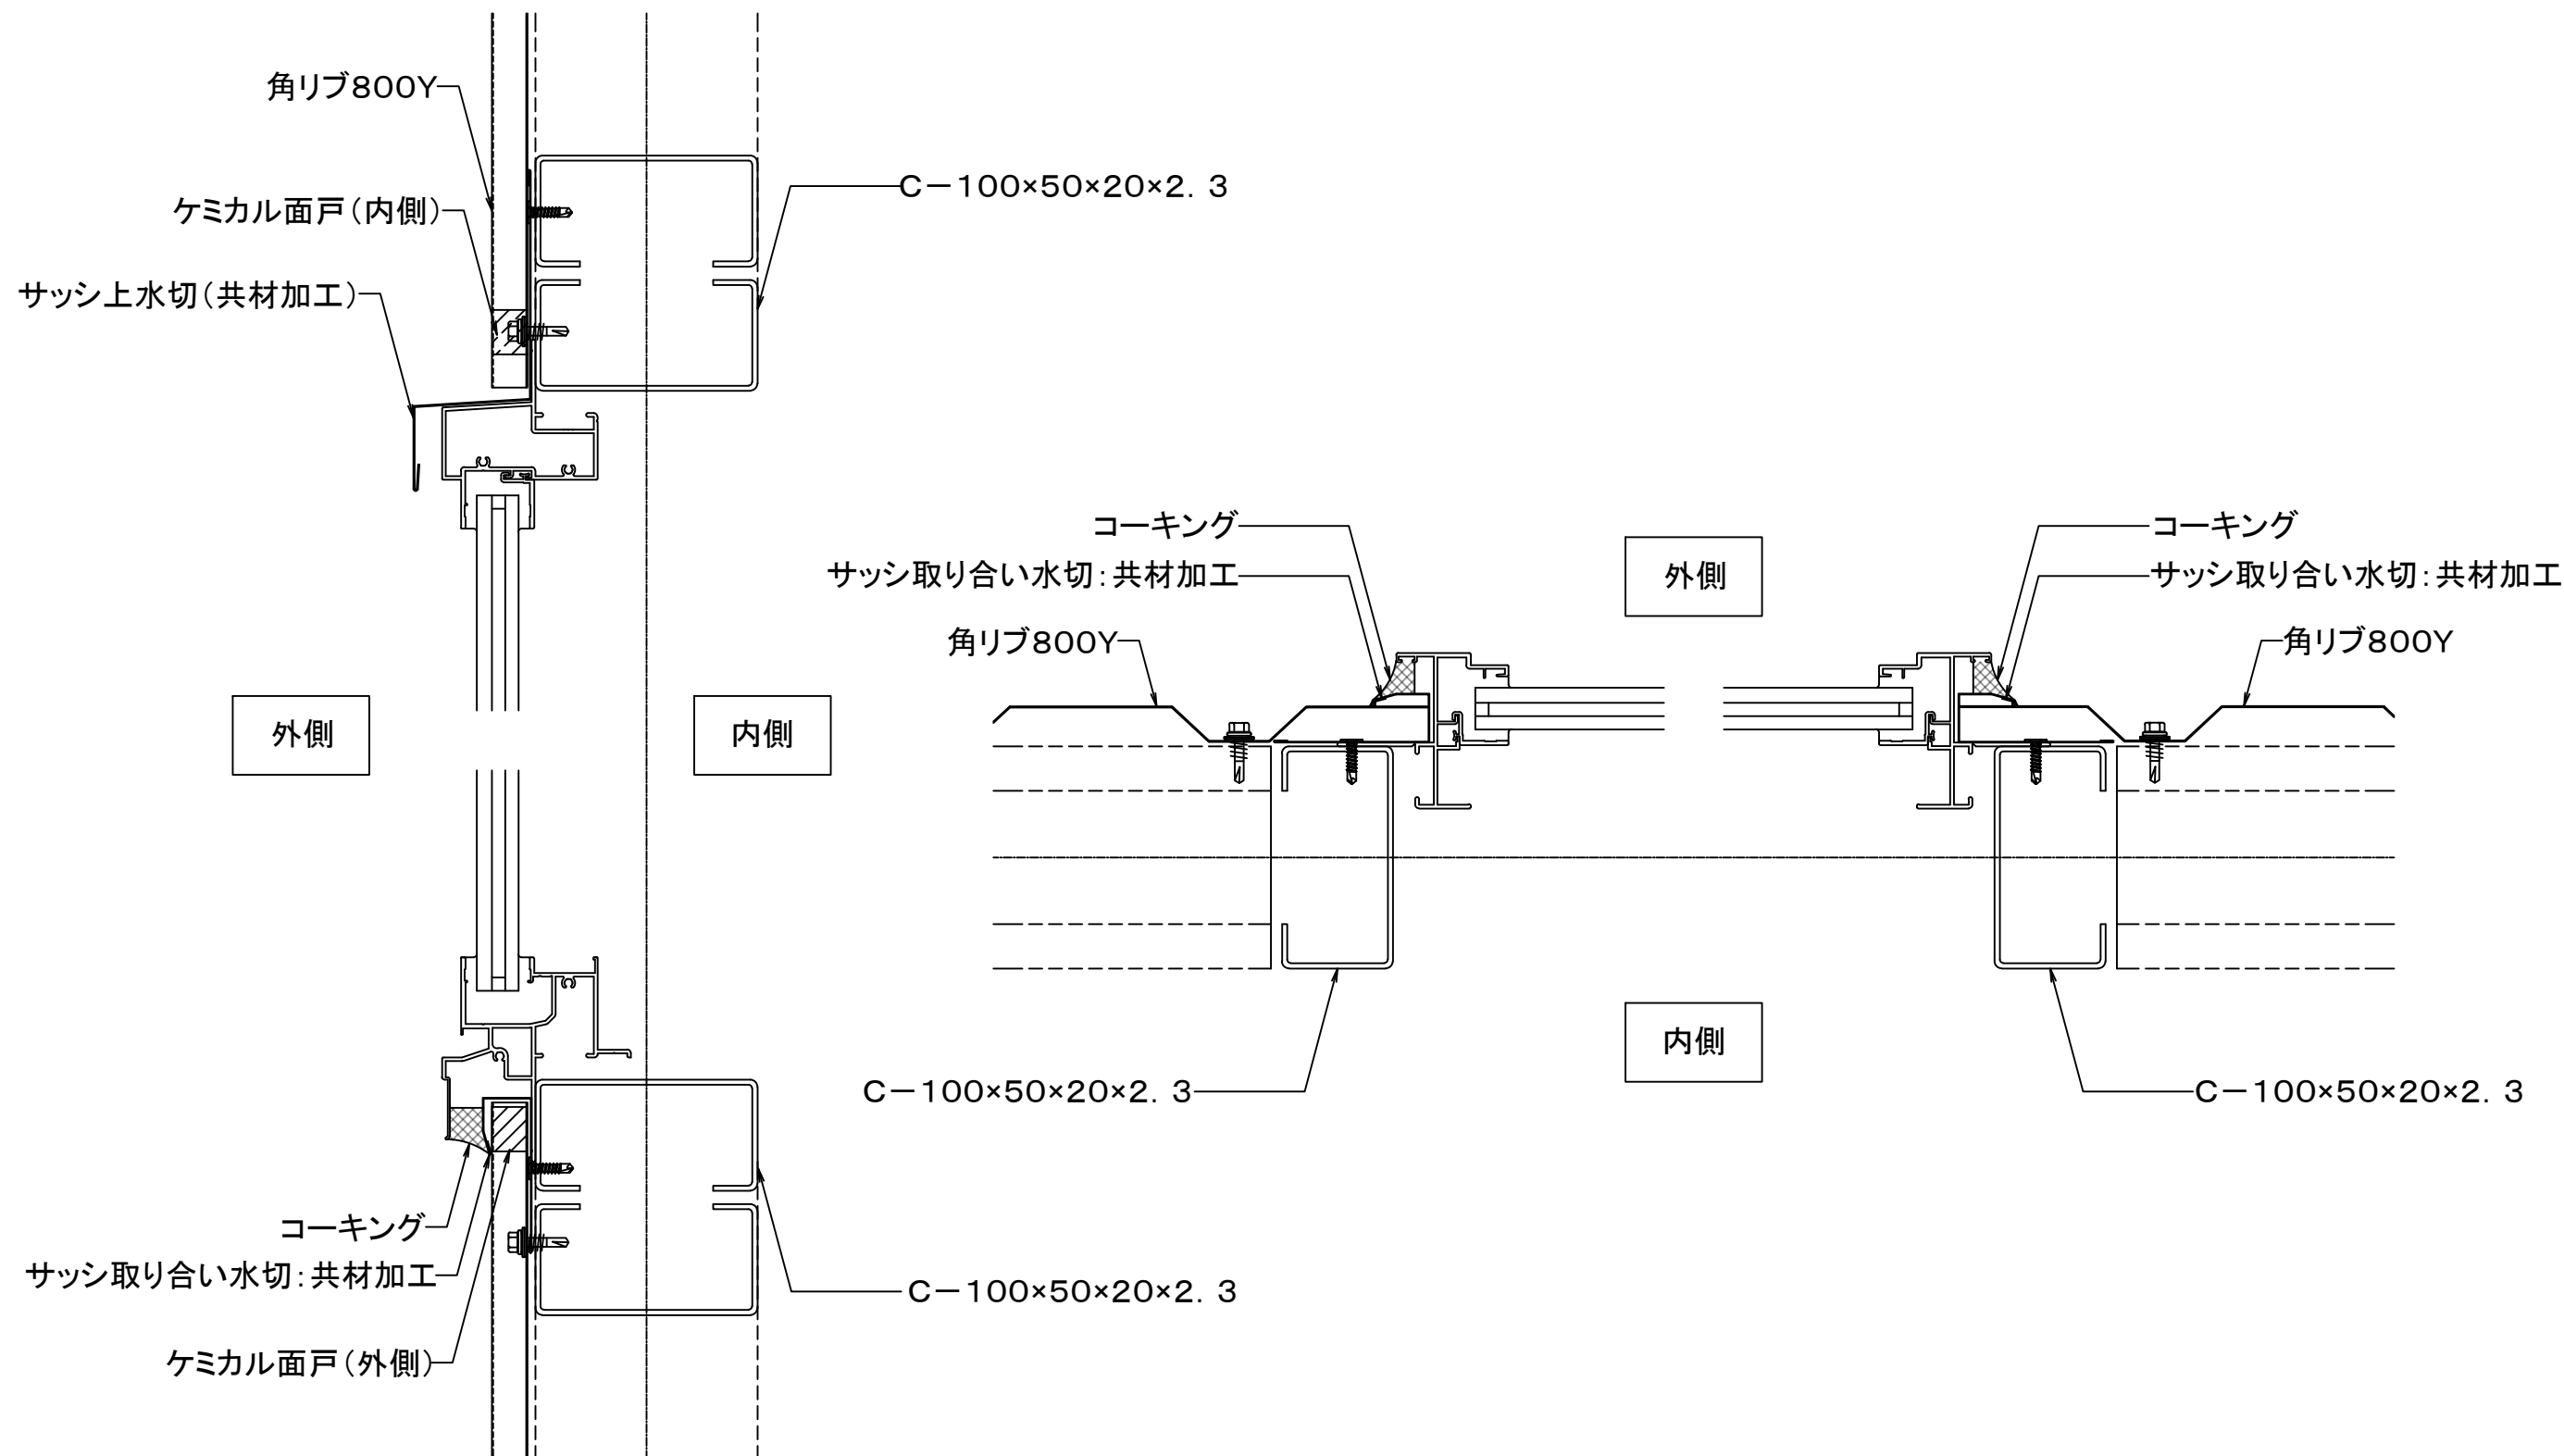 角リブ800Y
ケミカル面戸(内側)
サッシ上水切(共材加工)
C－100×50×20×2．3
外側
内側
コーキング
サッシ取り合い水切：共材加工
ケミカル面戸(外側)
C－100×50×20×2．3
コーキング
サッシ取り合い水切：共材加工
角リブ800Y
外側
コーキング
サッシ取り合い水切：共材加工
角リブ800Y
内側
C－100×50×20×2．3
C－100×50×20×2．3